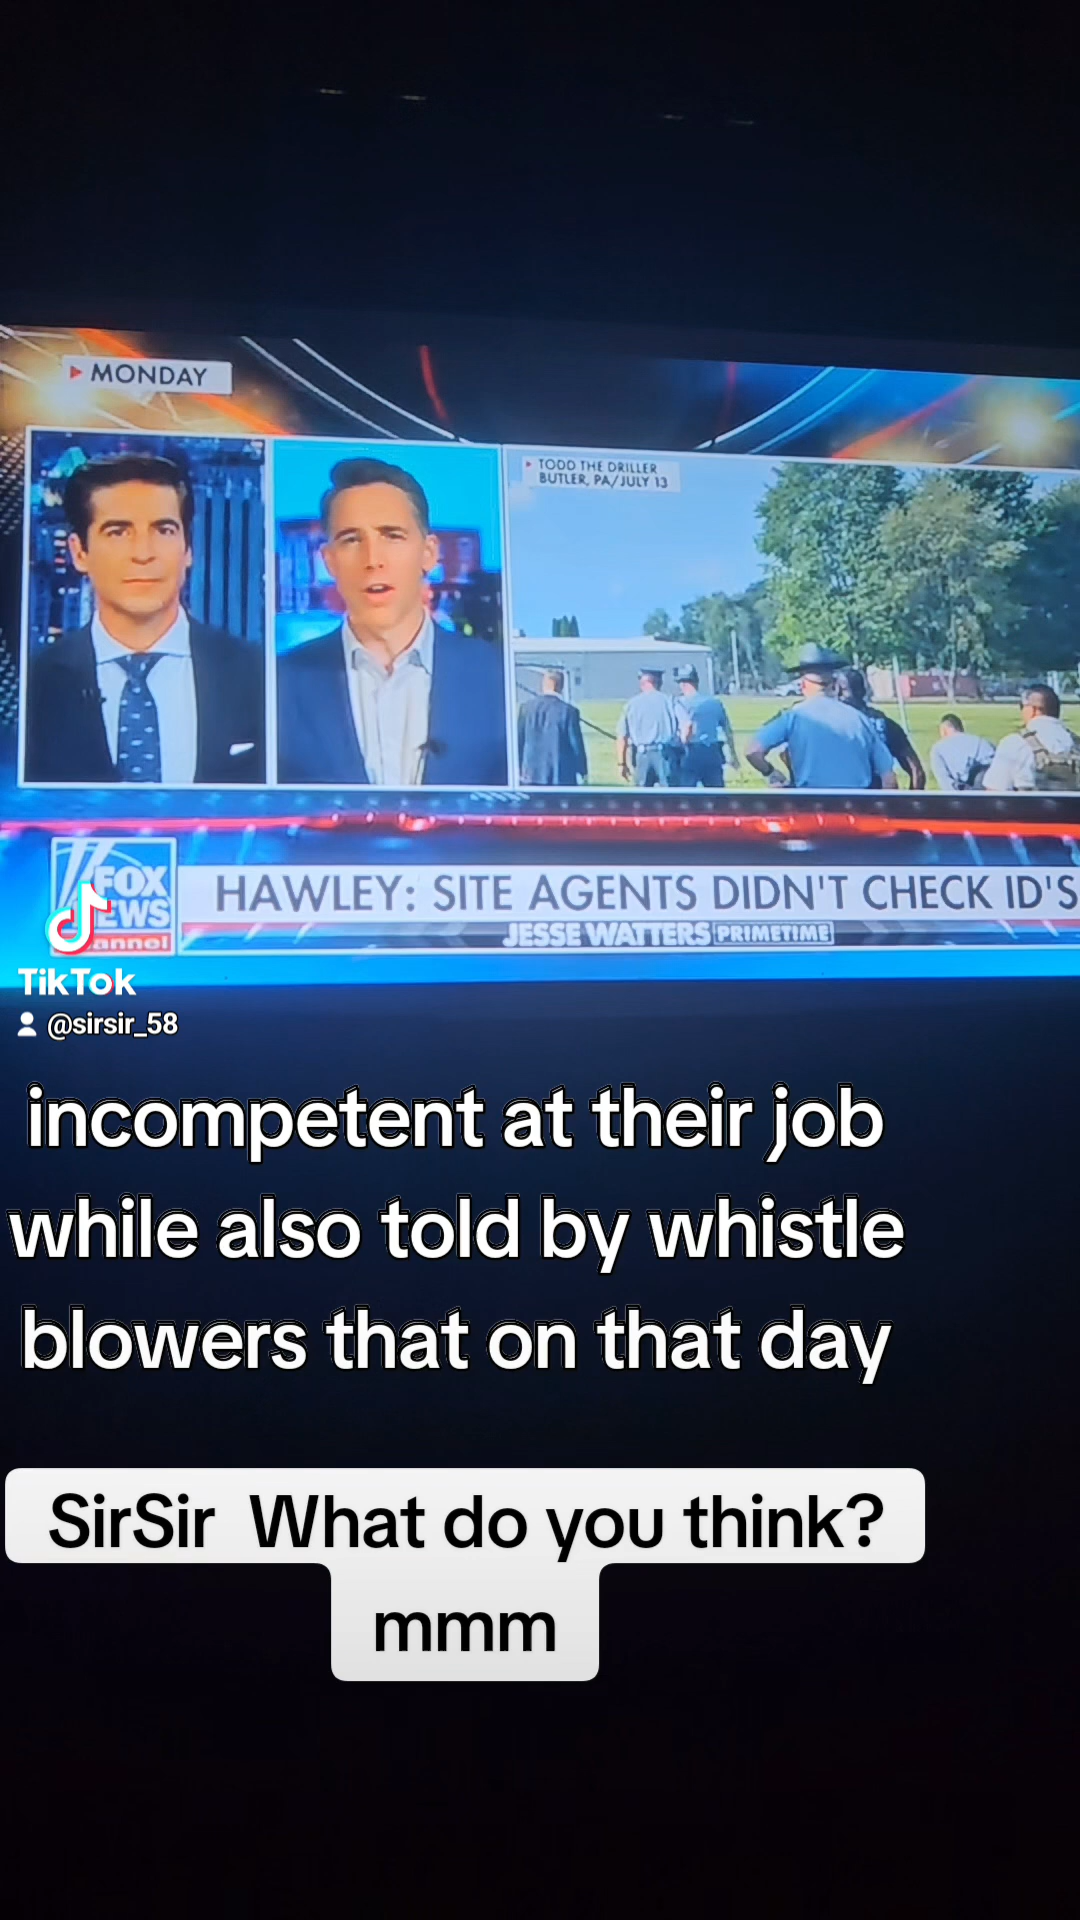 MONDAY
TODD THE DRILLER
BUTLER, PA/JULY 13
FOX
NEWS
channel
HAWLEY: SITE AGENTS DIDN'T CHECK ID'S
JESSE WATTERS PRIMETIME
TikTok
@sirsir_58
incompetent at their job
while also told by whistle
blowers that on that day
SirSir What do you think?
mmm